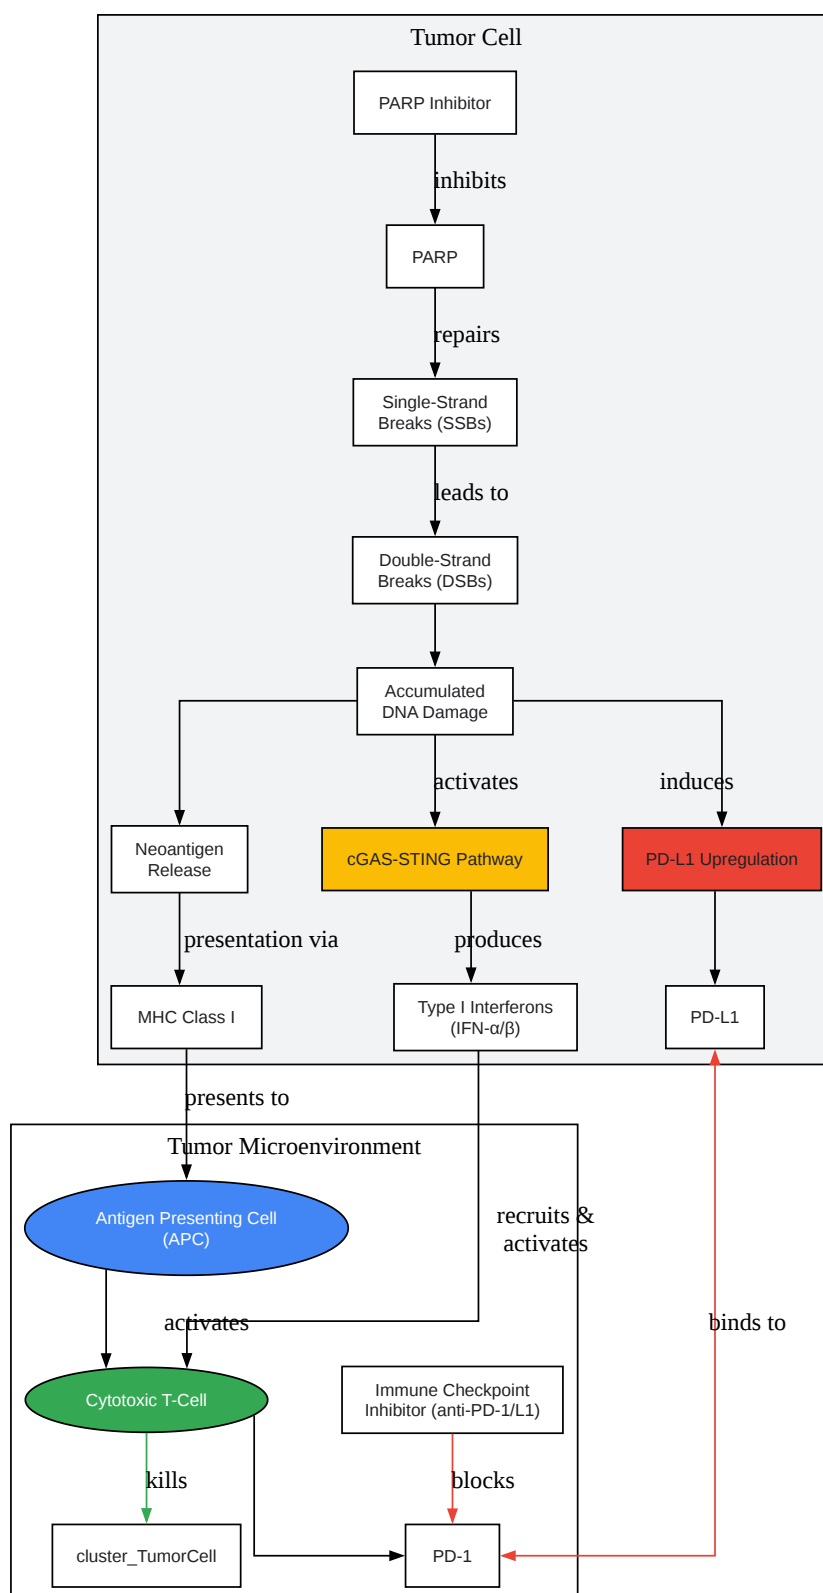 Tumor Cell
PARP Inhibitor
inhibits
PARP
repairs
Single-Strand
Breaks (SSBs)
leads to
Double-Strand
Breaks (DSBs)
Accumulated
DNA Damage
activates
induces
Neoantigen
Release
cGAS-STING Pathway
PD-L1 Upregulation
presentation via
produces
MHC Class I
Type I Interferons
(IFN-α/β)
PD-L1
presents to
Tumor Microenvironment
Antigen Presenting Cell
(APC)
recruits &
activates
activates
binds to
Cytotoxic T-Cell
Immune Checkpoint
Inhibitor (anti-PD-1/L1)
kills
blocks
cluster_TumorCell
PD-1